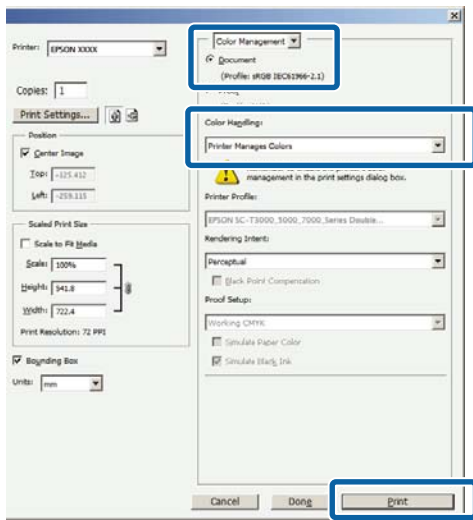 Printer: EPSON XXXX
Copies: 1
Print Settings...
Position
Center Image
Top: -125.412
Left: -259.115
Scaled Print Size
Scale to Fit Media
Scale: 100%
Height: 541.8
Width: 722.4
Print Resolution: 72 PPI
Bounding Box
Units: mm
Color Management
Document
(Profile: sRGB IEC61966-2.1)
Color Handling:
Printer Manages Colors
management in the print settings dialog box.
Printer Profile:
EPSON SC-T3000_5000_7000_Series Double...
Rendering Intent:
Perceptual
Black Point Compensation
Proof Setup:
Working CMYK
Simulate Paper Color
Simulate Black Ink
Cancel
Done
Print